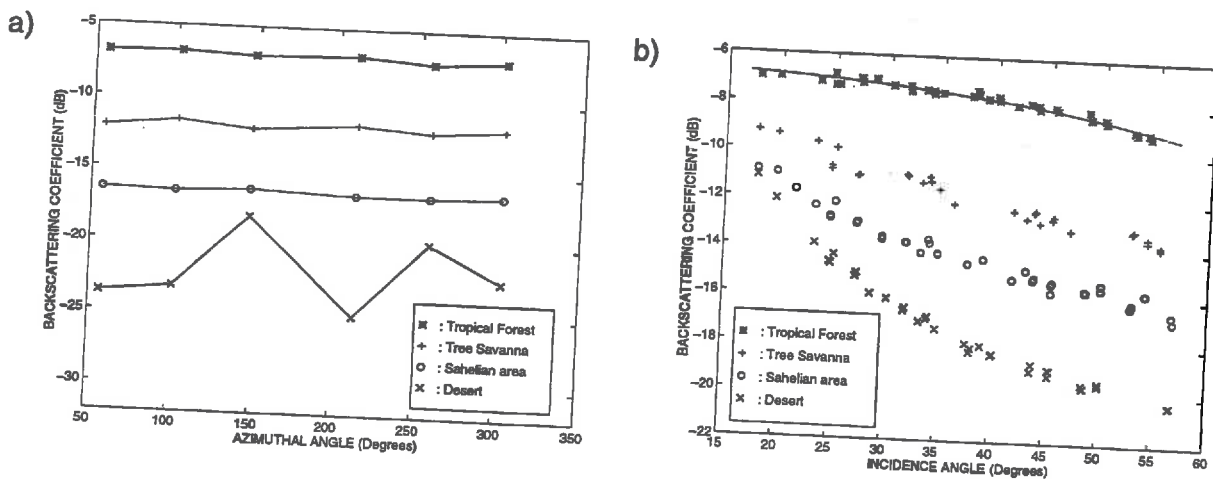 a)
BACKSCATTERING COEFFICIENT (dB)
−5
−10
−15
−20
−25
−30
50
100
150
200
250
300
350
AZIMUTHAL ANGLE (Degrees)
: Tropical Forest
: Tree Savanna
: Sahelian area
: Desert
b)
BACKSCATTERING COEFFICIENT (dB)
−6
−8
−10
−12
−14
−16
−18
−20
−22
15
20
25
30
35
40
45
50
55
60
INCIDENCE ANGLE (Degrees)
: Tropical Forest
: Tree Savanna
: Sahelian area
: Desert